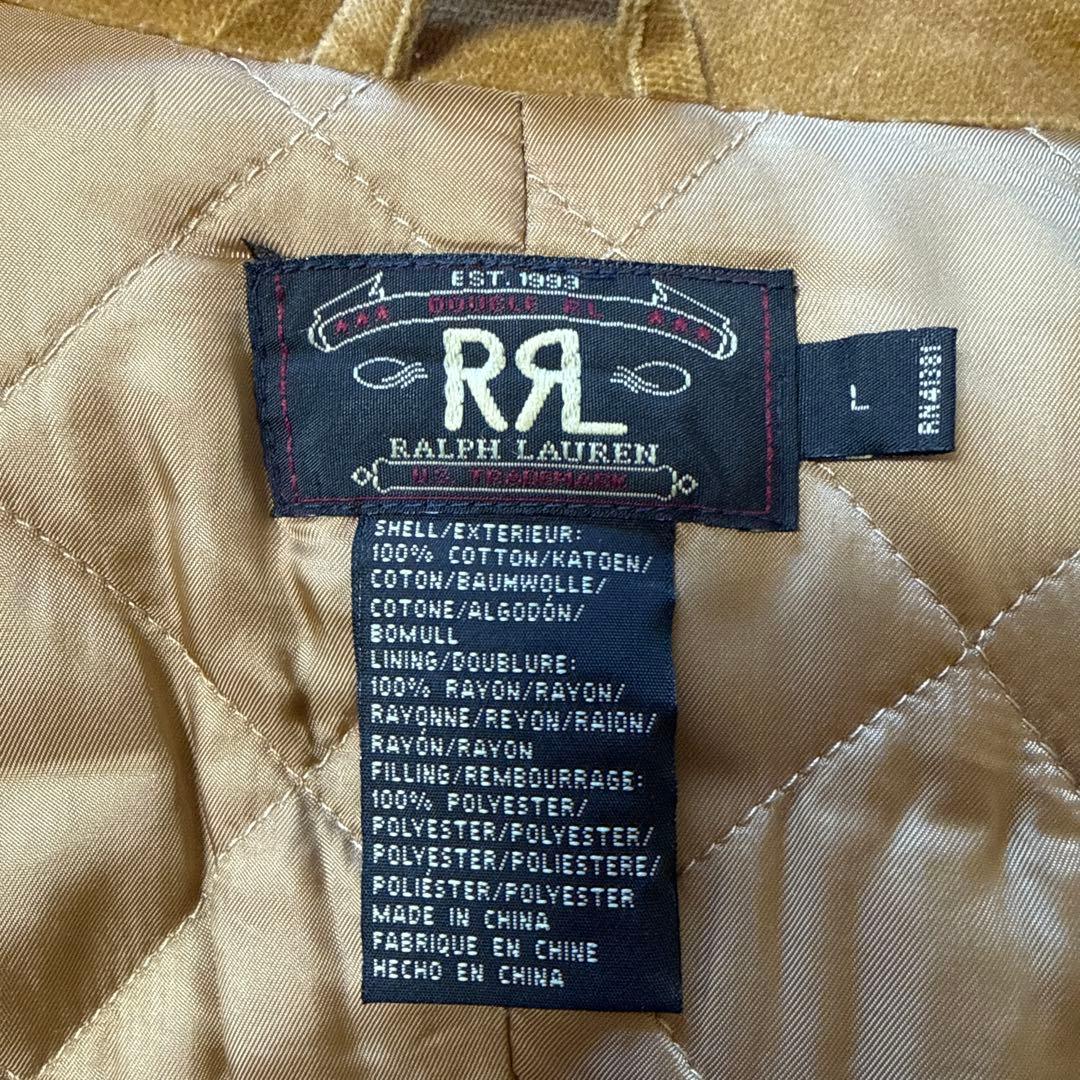 EST. 1993
★★★ DOUBLE RL ★★★
RRL
RALPH LAUREN
U.S. TRADEMARK
L
RN41381
SHELL/EXTERIEUR:
100% COTTON/KATOEN/
COTON/BAUMWOLLE/
COTONE/ALGODÓN/
BOMULL
LINING/DOUBLURE:
100% RAYON/RAYON/
RAYONNE/REYON/RAION/
RAYÓN/RAYON
FILLING/REMBOURRAGE:
100% POLYESTER/
POLYESTER/POLYESTER/
POLYESTER/POLIESTERE/
POLIÉSTER/POLYESTER
MADE IN CHINA
FABRIQUE EN CHINE
HECHO EN CHINA